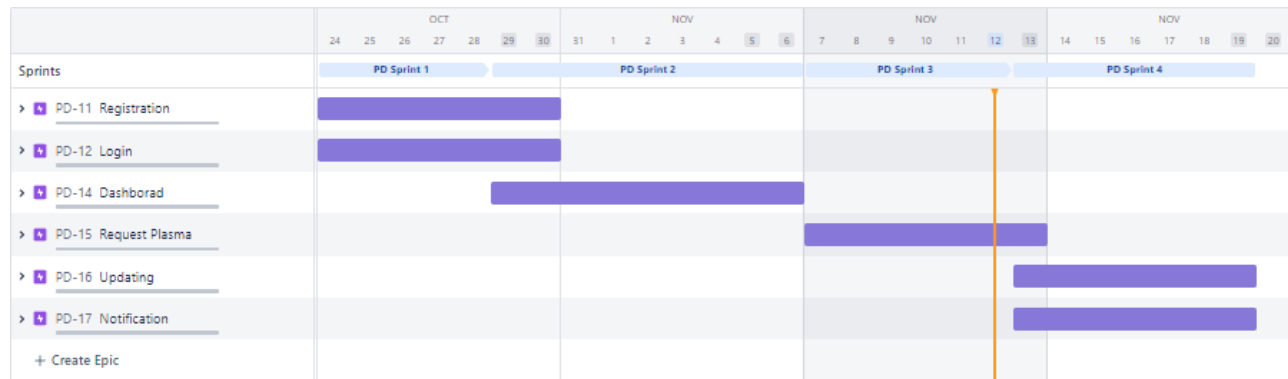 OCT NOV NOV NOV
24 25 26 27 28 29 30 31 1 2 3 4 5 6 7 8 9 10 11 12 13 14 15 16 17 18 19 20
Sprints PD Sprint 1 PD Sprint 2 PD Sprint 3 PD Sprint 4
PD-11 Registration
PD-12 Login
PD-14 Dashborad
PD-15 Request Plasma
PD-16 Updating
PD-17 Notification
+ Create Epic